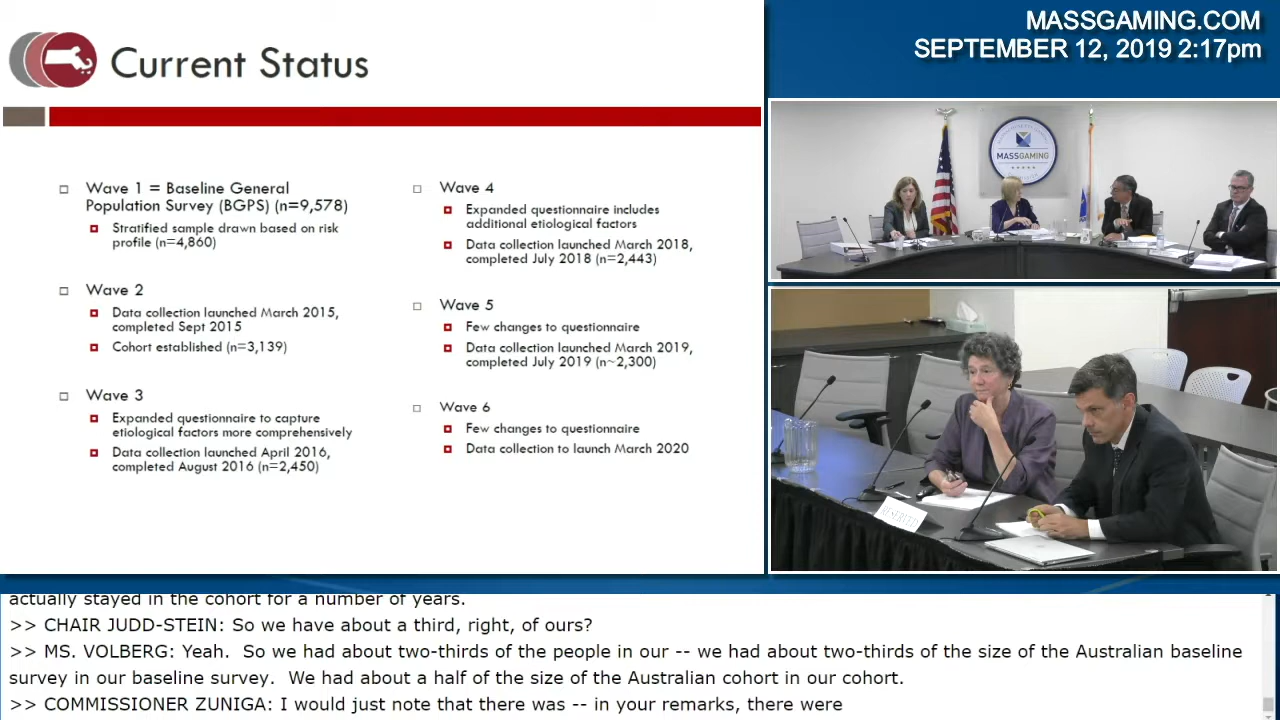 MASSGAMING.COM
SEPTEMBER 12, 2019 2:17pm
Current Status
Wave 1 = Baseline General
Population Survey (BGPS) (n=9,578)
Stratified sample drawn based on risk
profile (n=4,860)
Wave 2
Data collection launched March 2015,
completed Sept 2015
Cohort established (n=3,139)
Wave 3
Expanded questionnaire to capture
etiological factors more comprehensively
Data collection launched April 2016,
completed August 2016 (n=2,450)
Wave 4
Expanded questionnaire includes
additional etiological factors
Data collection launched March 2018,
completed July 2018 (n=2,443)
Wave 5
Few changes to questionnaire
Data collection launched March 2019,
completed July 2019 (n~2,300)
Wave 6
Few changes to questionnaire
Data collection to launch March 2020
MASSGAMING
RESERVED
actually stayed in the cohort for a number of years.
>> CHAIR JUDD-STEIN: So we have about a third, right, of ours?
>> MS. VOLBERG: Yeah.  So we had about two-thirds of the people in our -- we had about two-thirds of the size of the Australian baseline
survey in our baseline survey.  We had about a half of the size of the Australian cohort in our cohort.
>> COMMISSIONER ZUNIGA: I would just note that there was -- in your remarks, there were